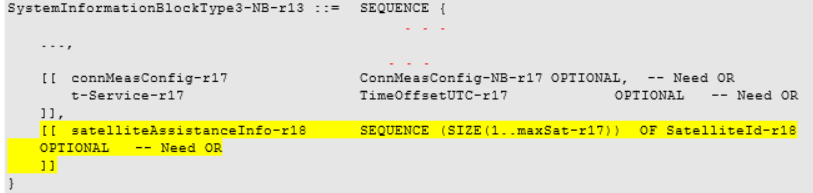 SystemInformationBlockType3-NB-r13 ::= SEQUENCE {
- - -
...,
- - -
[[ connMeasConfig-r17 ConnMeasConfig-NB-r17 OPTIONAL, -- Need OR
t-Service-r17 TimeOffsetUTC-r17 OPTIONAL -- Need OR
]],
[[ satelliteAssistanceInfo-r18 SEQUENCE (SIZE(1..maxSat-r17)) OF SatelliteId-r18
OPTIONAL -- Need OR
]]
}